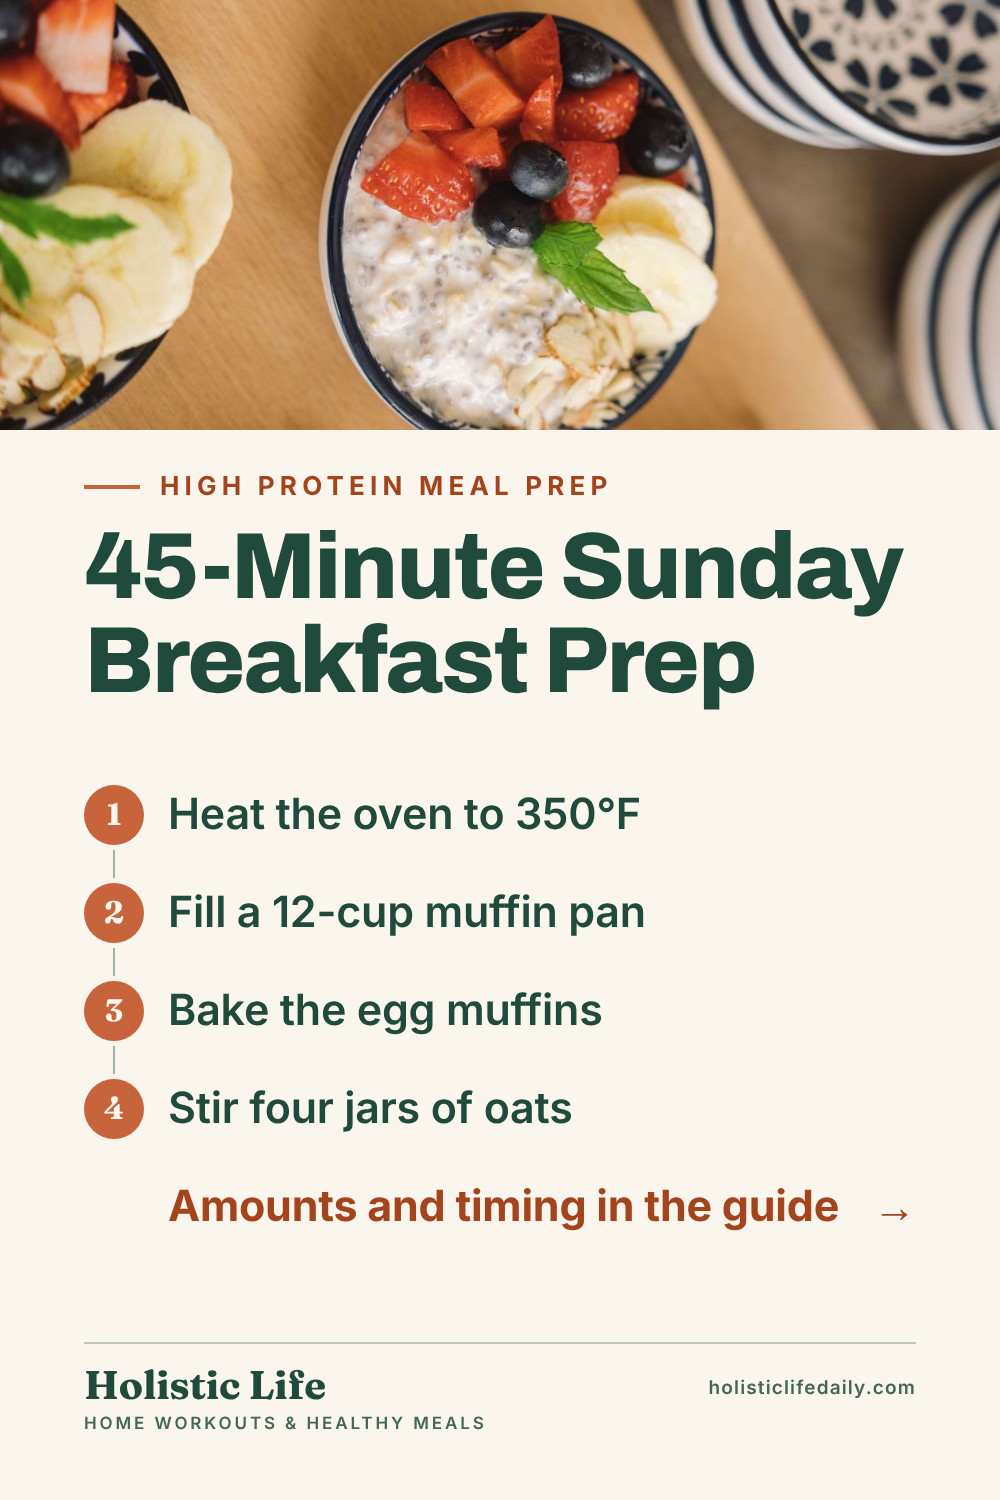 HIGH PROTEIN MEAL PREP
45-Minute Sunday
Breakfast Prep
1 Heat the oven to 350°F
2 Fill a 12-cup muffin pan
3 Bake the egg muffins
4 Stir four jars of oats
Amounts and timing in the guide →
Holistic Life
holisticlifedaily.com
HOME WORKOUTS & HEALTHY MEALS